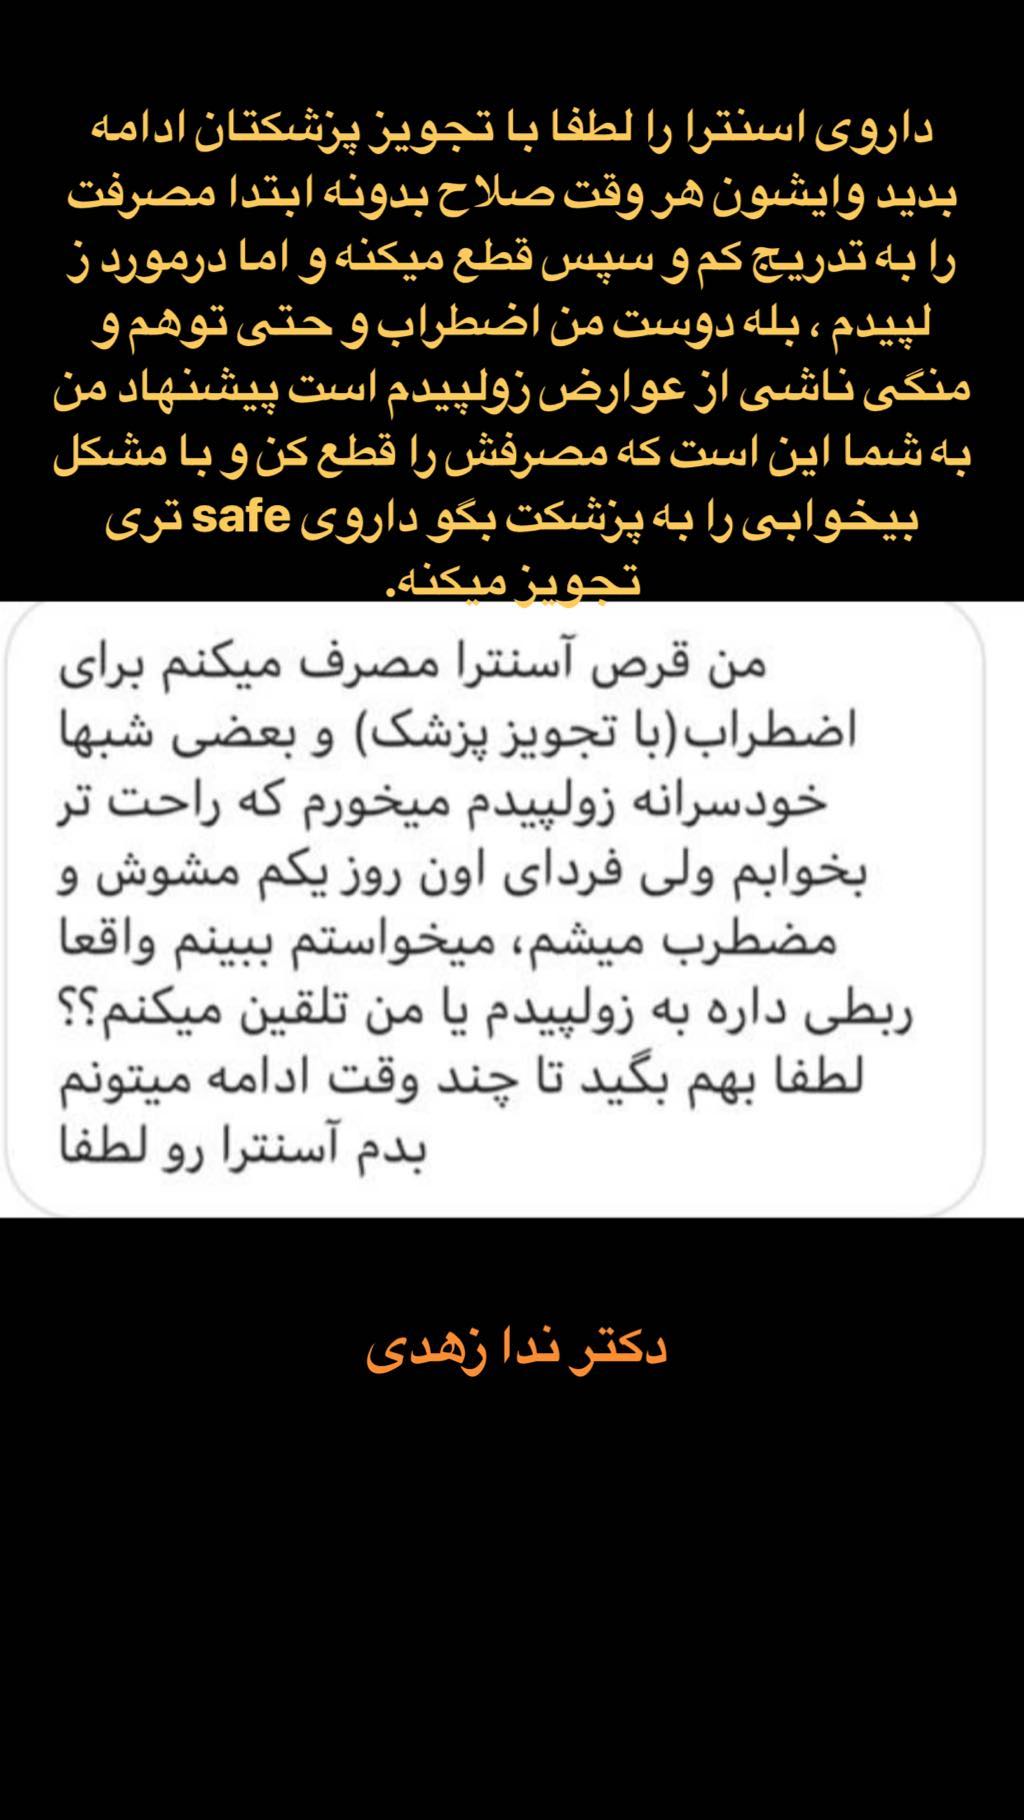 داروی اسنترا را لطفا با تجویز پزشکتان ادامه
بدید وایشون هر وقت صلاح بدونه ابتدا مصرفت
را به تدریج کم و سپس قطع میکنه و اما درمورد ز
لپیدم ، بله دوست من اضطراب و حتی توهم و
منگی ناشی از عوارض زولپیدم است پیشنهاد من
به شما این است که مصرفش را قطع کن و با مشکل
بیخوابی را به پزشکت بگو داروی safe تری
تجویز میکنه.
من قرص آسنترا مصرف میکنم برای
اضطراب(با تجویز پزشک) و بعضی شبها
خودسرانه زولپیدم میخورم که راحت تر
بخوابم ولی فردای اون روز یکم مشوش و
مضطرب میشم، میخواستم ببینم واقعا
ربطی داره به زولپیدم یا من تلقین میکنم؟؟
لطفا بهم بگید تا چند وقت ادامه میتونم
بدم آسنترا رو لطفا
دکتر ندا زهدی